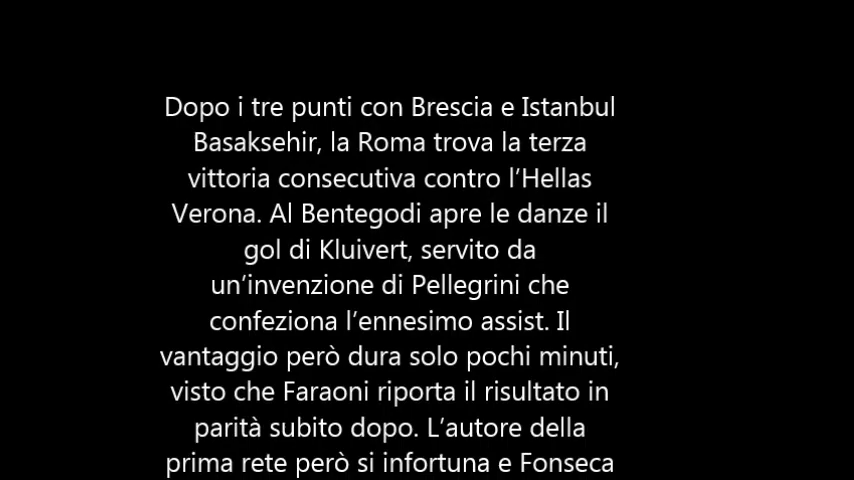 Dopo i tre punti con Brescia e Istanbul
Basaksehir, la Roma trova la terza
vittoria consecutiva contro l’Hellas
Verona. Al Bentegodi apre le danze il
gol di Kluivert, servito da
un’invenzione di Pellegrini che
confeziona l’ennesimo assist. Il
vantaggio però dura solo pochi minuti,
visto che Faraoni riporta il risultato in
parità subito dopo. L’autore della
prima rete però si infortuna e Fonseca